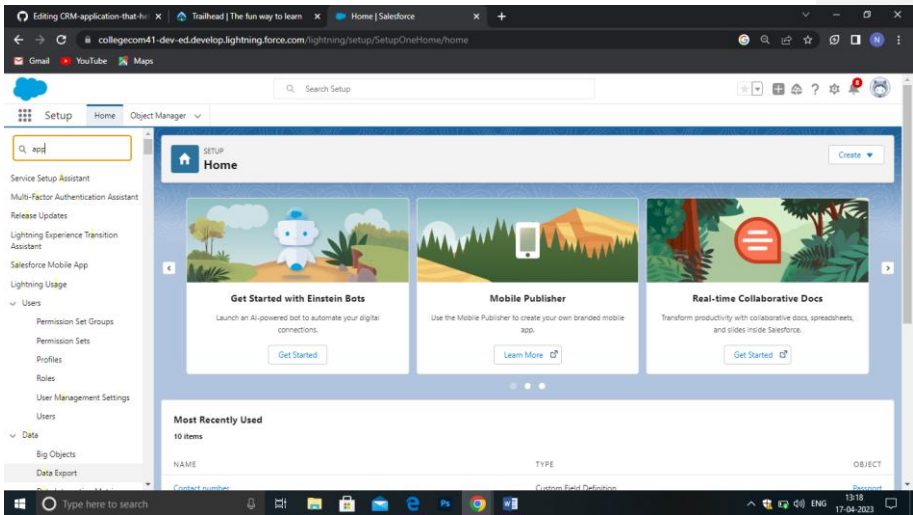 Editing CRM-application-that-he
Trailhead | The fun way to learn
Home | Salesforce
collegecom41-dev-ed.develop.lightning.force.com/lightning/setup/SetupOneHome/home
N
Gmail
YouTube
Maps
Search Setup
8
Setup
Home
Object Manager
app
Service Setup Assistant
Multi-Factor Authentication Assistant
Release Updates
Lightning Experience Transition
Assistant
Salesforce Mobile App
Lightning Usage
Users
Permission Set Groups
Permission Sets
Profiles
Roles
User Management Settings
Users
Data
Big Objects
Data Export
SETUP
Home
Create
Get Started with Einstein Bots
Launch an AI-powered bot to automate your digital
connections.
Get Started
Mobile Publisher
Use the Mobile Publisher to create your own branded mobile
app.
Learn More
Real-time Collaborative Docs
Transform productivity with collaborative docs, spreadsheets,
and slides inside Salesforce.
Get Started
Most Recently Used
10 items
NAME
TYPE
OBJECT
Contact number
Custom Field Definition
Passport
Type here to search
Ps
ENG
13:18
17-04-2023